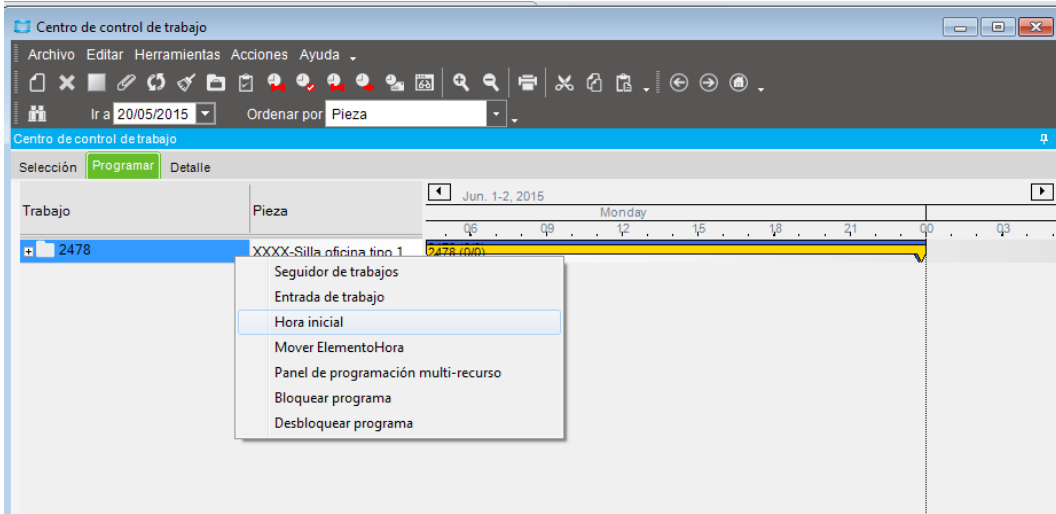 Centro de control de trabajo
Archivo Editar Herramientas Acciones Ayuda
Ir a 20/05/2015 Ordenar por Pieza
Centro de control de trabajo
Selección Programar Detalle
Trabajo Pieza Jun. 1-2, 2015
Monday
06 09 12 15 18 21 00 03
2478 XXXX-Silla oficina tipo 1 2478 (0/0)
Seguidor de trabajos
Entrada de trabajo
Hora inicial
Mover ElementoHora
Panel de programación multi-recurso
Bloquear programa
Desbloquear programa